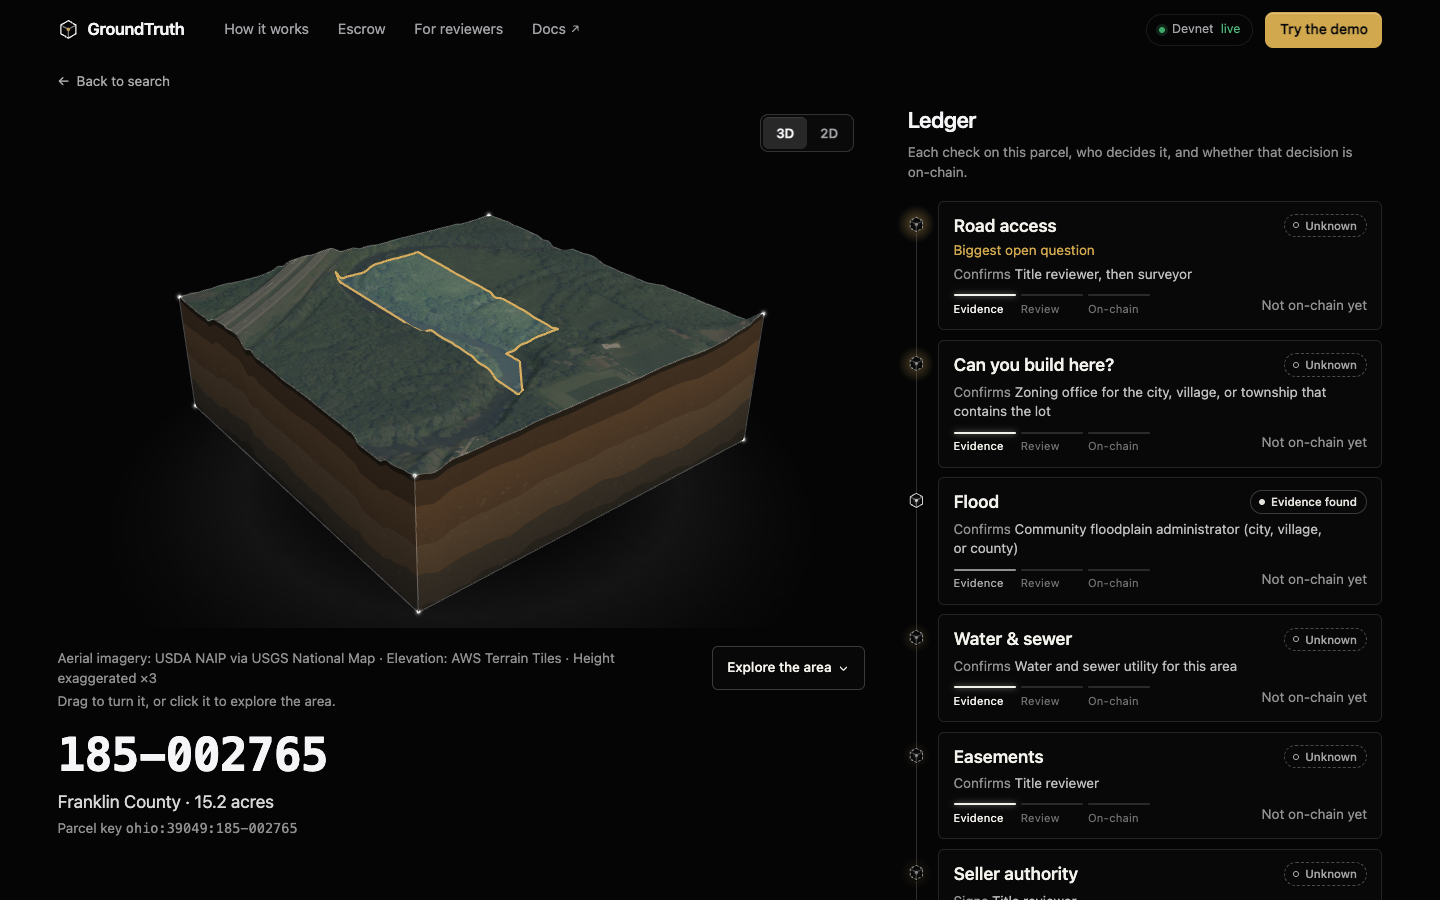 GroundTruth
How it works
Escrow
For reviewers
Docs ↗
Devnet live
Try the demo
← Back to search
3D
2D
Aerial imagery: USDA NAIP via USGS National Map · Elevation: AWS Terrain Tiles · Height
exaggerated ×3
Drag to turn it, or click it to explore the area.
Explore the area
185-002765
Franklin County · 15.2 acres
Parcel key ohio:39049:185-002765
Ledger
Each check on this parcel, who decides it, and whether that decision is
on-chain.
Road access
Unknown
Biggest open question
Confirms Title reviewer, then surveyor
Evidence
Review
On-chain
Not on-chain yet
Can you build here?
Unknown
Confirms Zoning office for the city, village, or township that
contains the lot
Evidence
Review
On-chain
Not on-chain yet
Flood
Evidence found
Confirms Community floodplain administrator (city, village,
or county)
Evidence
Review
On-chain
Not on-chain yet
Water & sewer
Unknown
Confirms Water and sewer utility for this area
Evidence
Review
On-chain
Not on-chain yet
Easements
Unknown
Confirms Title reviewer
Evidence
Review
On-chain
Not on-chain yet
Seller authority
Unknown
Signs Title reviewer